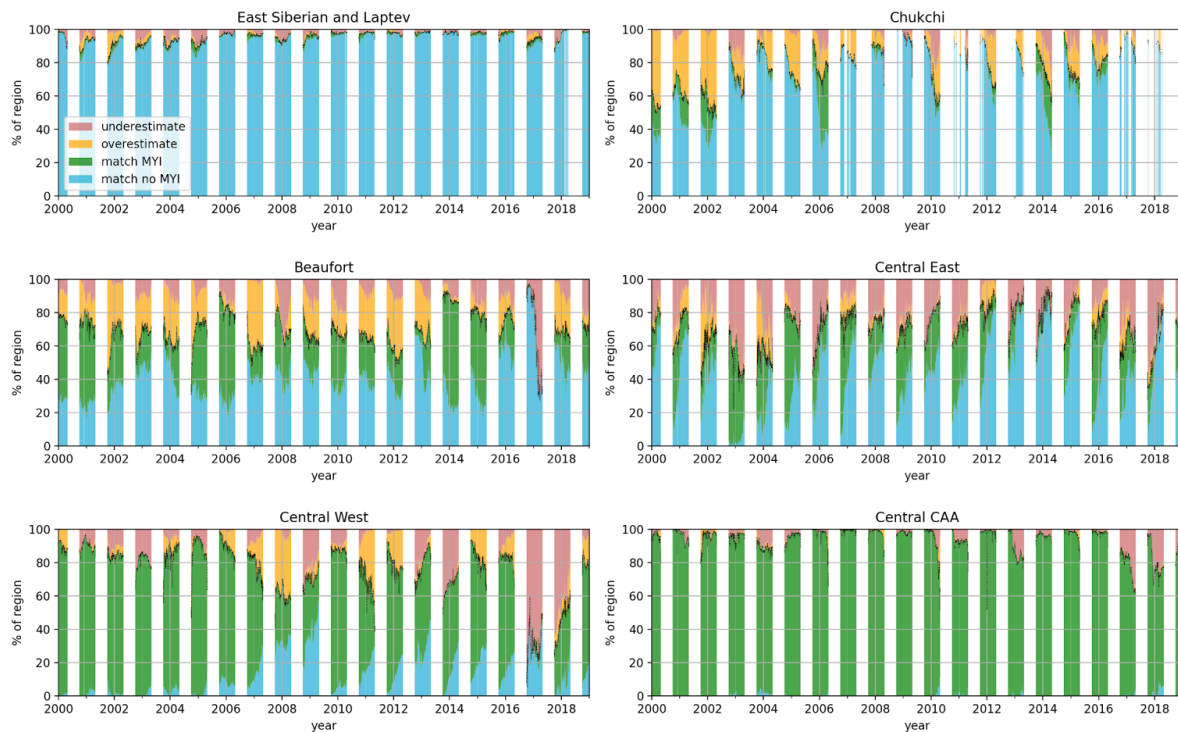 East Siberian and Laptev
100
80
60
40
20
0
% of region
underestimate
overestimate
match MYI
match no MYI
2000 2002 2004 2006 2008 2010 2012 2014 2016 2018
year
Chukchi
100
80
60
40
20
0
% of region
2000 2002 2004 2006 2008 2010 2012 2014 2016 2018
year
Beaufort
100
80
60
40
20
0
% of region
2000 2002 2004 2006 2008 2010 2012 2014 2016 2018
year
Central East
100
80
60
40
20
0
% of region
2000 2002 2004 2006 2008 2010 2012 2014 2016 2018
year
Central West
100
80
60
40
20
0
% of region
2000 2002 2004 2006 2008 2010 2012 2014 2016 2018
year
Central CAA
100
80
60
40
20
0
% of region
2000 2002 2004 2006 2008 2010 2012 2014 2016 2018
year